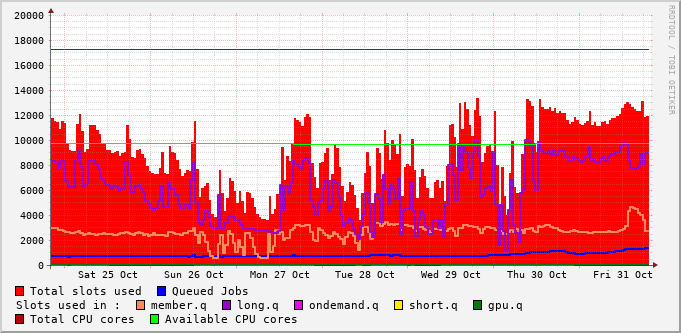 20000
18000
16000
14000
12000
10000
8000
6000
4000
2000
0
Sat 25 Oct Sun 26 Oct Mon 27 Oct Tue 28 Oct Wed 29 Oct Thu 30 Oct Fri 31 Oct
Total slots used Queued Jobs
Slots used in : member.q long.q ondemand.q short.q gpu.q
Total CPU cores Available CPU cores
RRDTOOL / TOBI OETIKER